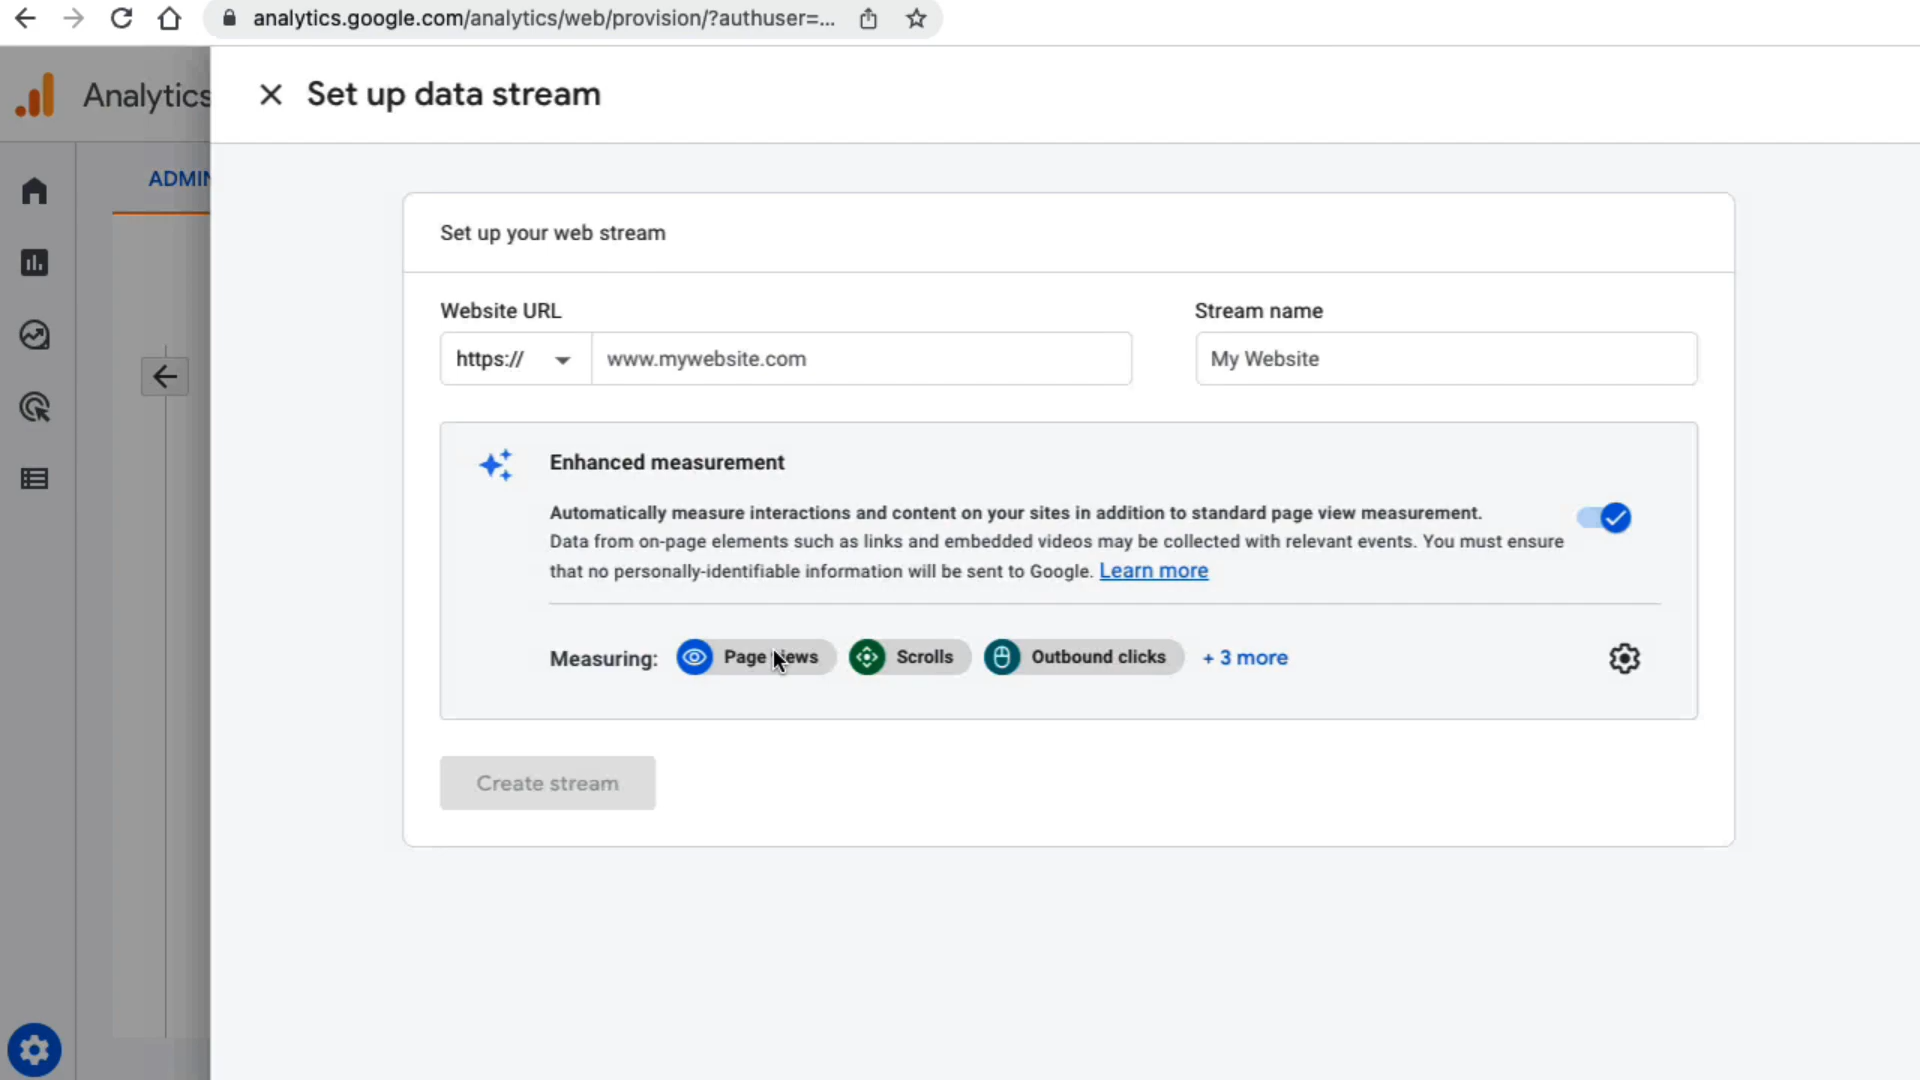 analytics.google.com/analytics/web/provision/?authuser=...
Analytics
Set up data stream
ADMIN
Set up your web stream
Website URL
Stream name
https://
www.mywebsite.com
My Website
Enhanced measurement
Automatically measure interactions and content on your sites in addition to standard page view measurement.
Data from on-page elements such as links and embedded videos may be collected with relevant events. You must ensure
that no personally-identifiable information will be sent to Google. Learn more
Measuring:
Page views
Scrolls
Outbound clicks
+ 3 more
Create stream